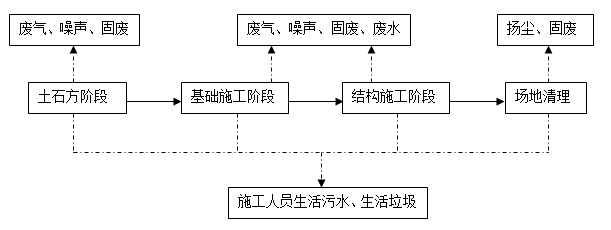 废气、噪声、固废
废气、噪声、固废、废水
扬尘、固废
土石方阶段
基础施工阶段
结构施工阶段
场地清理
施工人员生活污水、生活垃圾